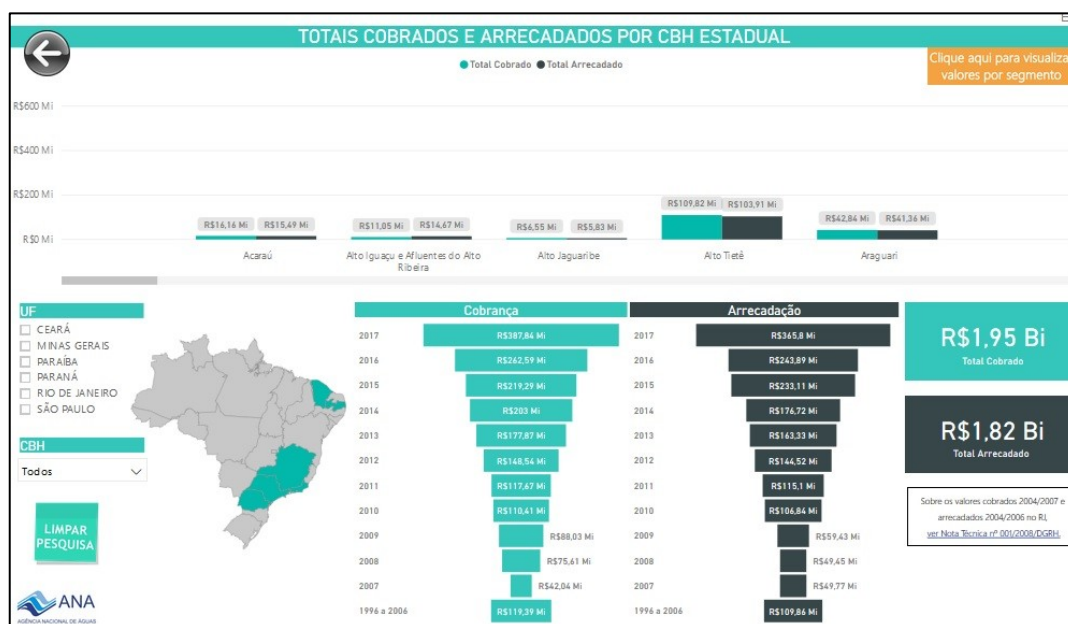 TOTAIS COBRADOS E ARRECADADOS POR CBH ESTADUAL
Total Cobrado Total Arrecadado
Clique aqui para visualiza
valores por segmento
R$600 Mi
R$400 Mi
R$200 Mi
R$0 Mi
R$16,16 Mi R$15,49 Mi
R$11,05 Mi R$14,67 Mi
R$6,55 Mi R$5,83 Mi
R$109,82 Mi R$103,91 Mi
R$42,84 Mi R$41,36 Mi
Acaraú
Alto Iguaçu e Afluentes do Alto
Ribeira
Alto Jaguaribe
Alto Tietê
Araguari
UF
CEARÁ
MINAS GERAIS
PARAÍBA
PARANÁ
RIO DE JANEIRO
SÃO PAULO
CBH
Todos
LIMPAR
PESQUISA
ANA
AGÊNCIA NACIONAL DE ÁGUAS
Cobrança
2017 R$387,84 Mi
2016 R$262,59 Mi
2015 R$219,29 Mi
2014 R$203 Mi
2013 R$177,87 Mi
2012 R$148,54 Mi
2011 R$117,67 Mi
2010 R$110,41 Mi
2009 R$88,03 Mi
2008 R$75,61 Mi
2007 R$42,04 Mi
1996 a 2006 R$119,39 Mi
Arrecadação
2017 R$365,8 Mi
2016 R$243,89 Mi
2015 R$233,11 Mi
2014 R$176,72 Mi
2013 R$163,33 Mi
2012 R$144,52 Mi
2011 R$115,1 Mi
2010 R$106,84 Mi
2009 R$59,43 Mi
2008 R$49,45 Mi
2007 R$49,77 Mi
1996 a 2006 R$109,86 Mi
R$1,95 Bi
Total Cobrado
R$1,82 Bi
Total Arrecadado
Sobre os valores cobrados 2004/2007 e
arrecadados 2004/2006 no RJ,
ver Nota Técnica nº 001/2008/DGRH.